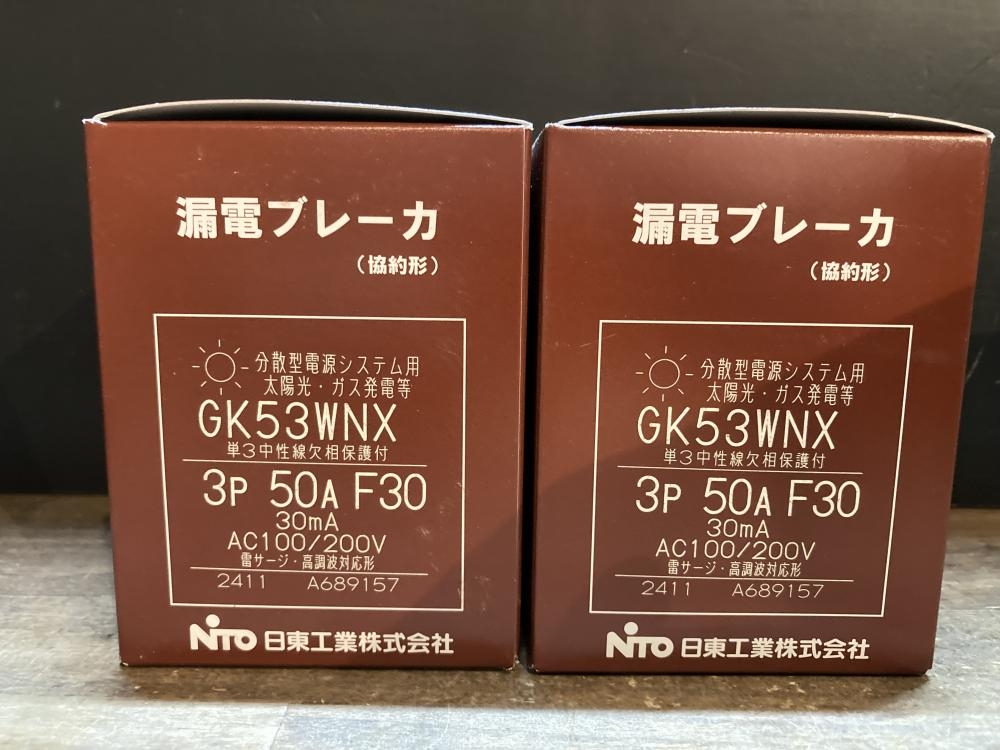 漏電ブレーカ
（協約形）
分散型電源システム用
太陽光・ガス発電等
GK53WNX
単3中性線欠相保護付
3P 50A F30
30mA
AC100/200V
雷サージ・高調波対応形
2411 A689157
NITO 日東工業株式会社
漏電ブレーカ
（協約形）
分散型電源システム用
太陽光・ガス発電等
GK53WNX
単3中性線欠相保護付
3P 50A F30
30mA
AC100/200V
雷サージ・高調波対応形
2411 A689157
NITO 日東工業株式会社